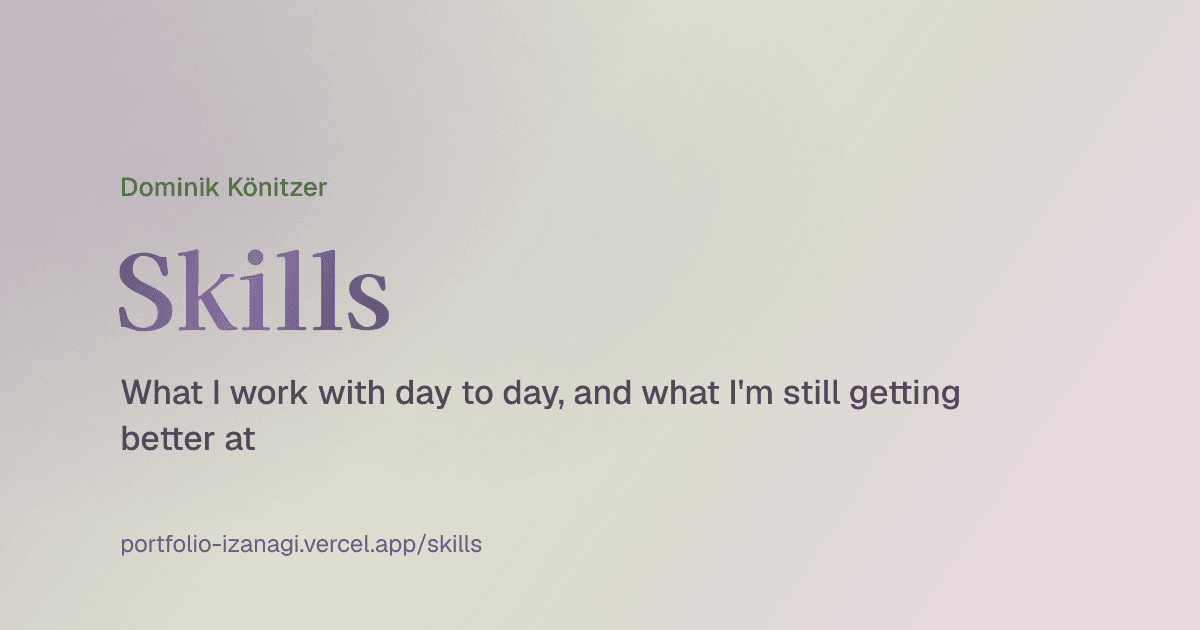 Dominik Könitzer
Skills
What I work with day to day, and what I'm still getting
better at
portfolio-izanagi.vercel.app/skills